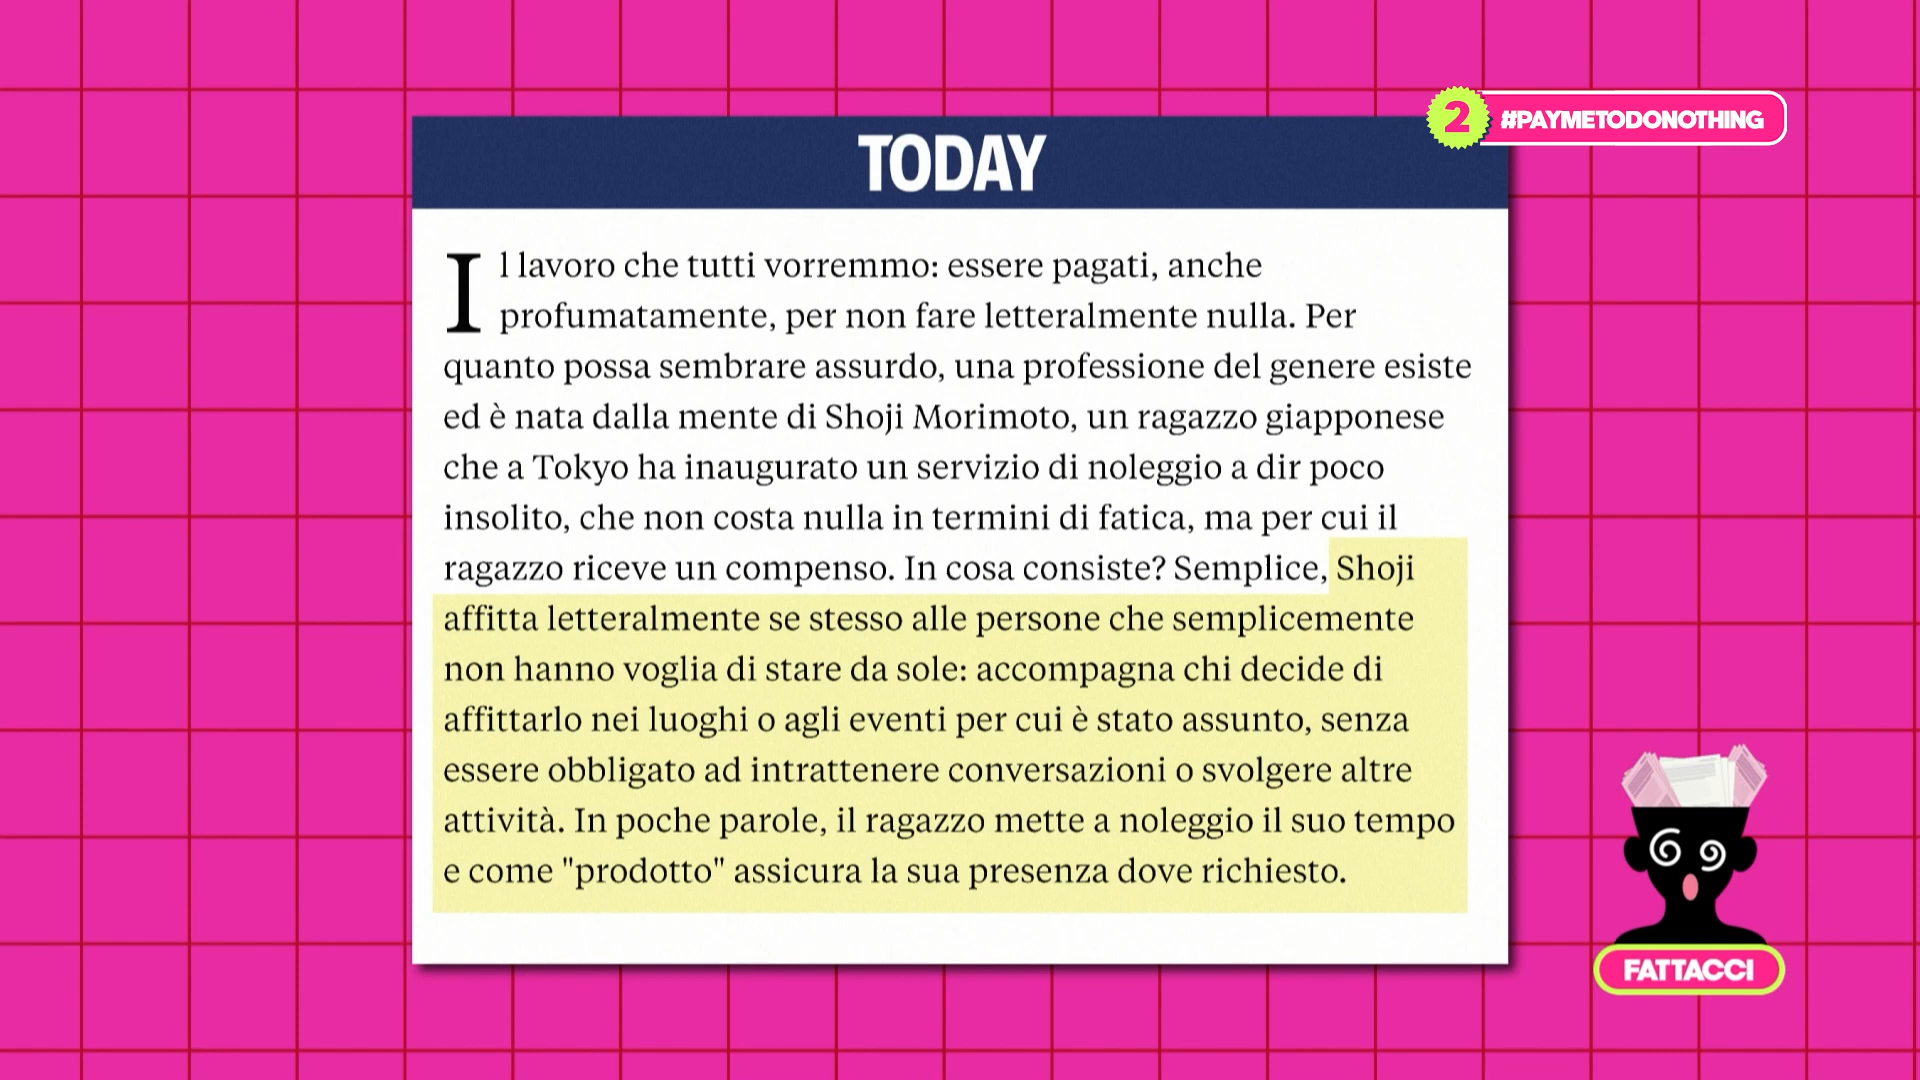 2 #PAYMETODONOTHING
TODAY
Il lavoro che tutti vorremmo: essere pagati, anche
profumatamente, per non fare letteralmente nulla. Per
quanto possa sembrare assurdo, una professione del genere esiste
ed è nata dalla mente di Shoji Morimoto, un ragazzo giapponese
che a Tokyo ha inaugurato un servizio di noleggio a dir poco
insolito, che non costa nulla in termini di fatica, ma per cui il
ragazzo riceve un compenso. In cosa consiste? Semplice, Shoji
affitta letteralmente se stesso alle persone che semplicemente
non hanno voglia di stare da sole: accompagna chi decide di
affittarlo nei luoghi o agli eventi per cui è stato assunto, senza
essere obbligato ad intrattenere conversazioni o svolgere altre
attività. In poche parole, il ragazzo mette a noleggio il suo tempo
e come "prodotto" assicura la sua presenza dove richiesto.
FATTACCI